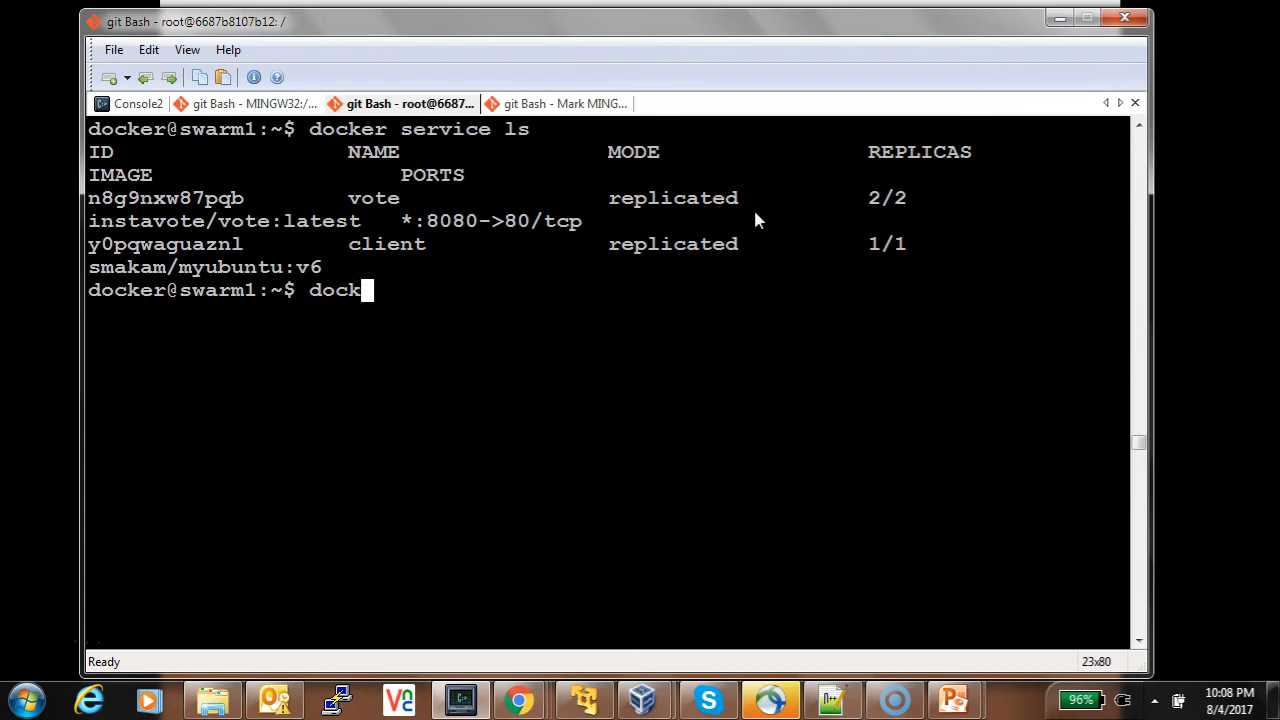 git Bash - root@6687b8107b12: /
File Edit View Help
Console2 git Bash - MINGW32:/... git Bash - root@6687... git Bash - Mark MING...
docker@swarm1:~$ docker service ls
ID NAME MODE REPLICAS
IMAGE PORTS
n8g9nxw87pqb vote replicated 2/2
instavote/vote:latest *:8080->80/tcp
y0pqwaguaznl client replicated 1/1
smakam/myubuntu:v6
docker@swarm1:~$ dock
Ready 23x80
96% 10:08 PM
8/4/2017